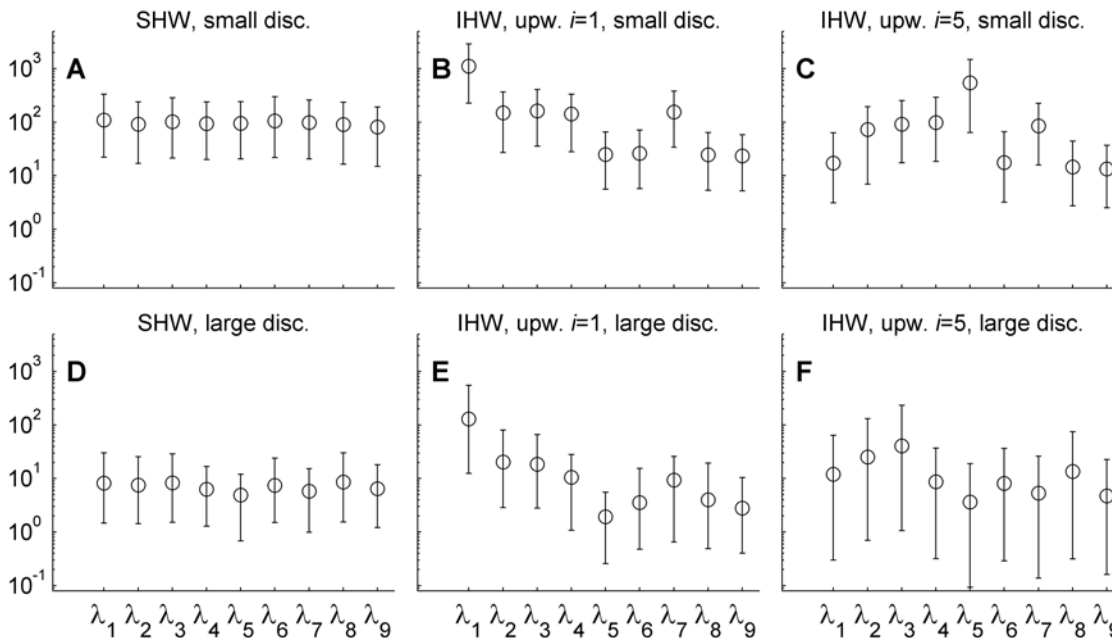 SHW, small disc. IHW, upw. i=1, small disc. IHW, upw. i=5, small disc.
A B C
10³
10²
10¹
10⁰
10⁻¹
SHW, large disc. IHW, upw. i=1, large disc. IHW, upw. i=5, large disc.
D E F
10³
10²
10¹
10⁰
10⁻¹
λ₁ λ₂ λ₃ λ₄ λ₅ λ₆ λ₇ λ₈ λ₉ λ₁ λ₂ λ₃ λ₄ λ₅ λ₆ λ₇ λ₈ λ₉ λ₁ λ₂ λ₃ λ₄ λ₅ λ₆ λ₇ λ₈ λ₉